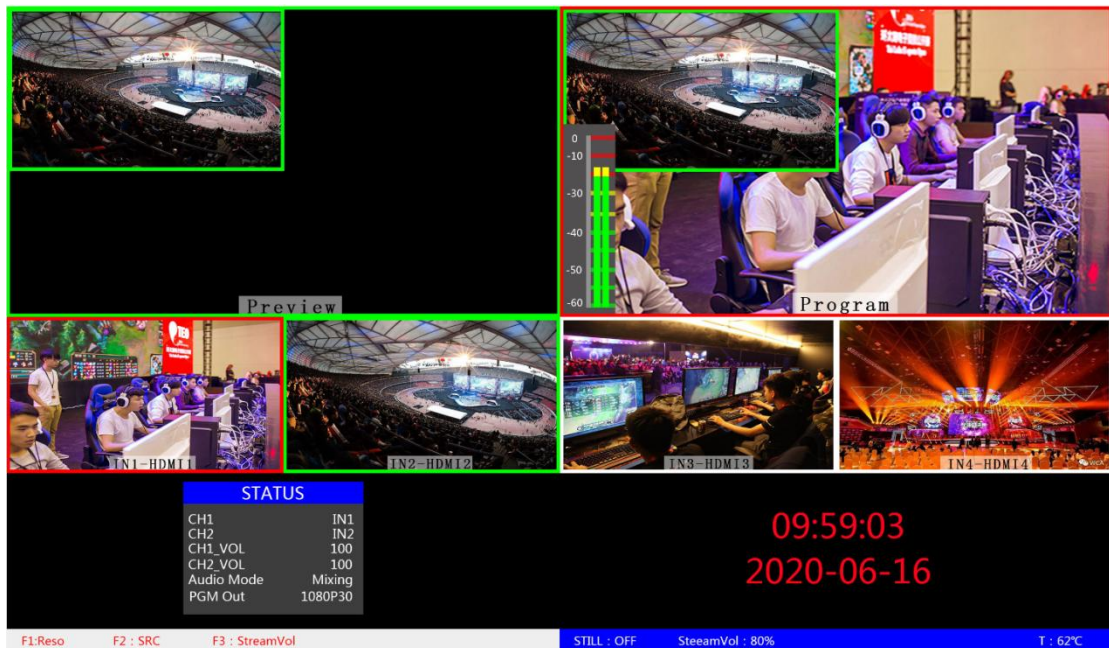 0
-10
-30
-40
-50
-60
Preview
Program
IN1-HDMI1
IN2-HDMI2
IN3-HDMI3
IN4-HDMI4
STATUS
CH1 IN1
CH2 IN2
CH1_VOL 100
CH2_VOL 100
Audio Mode Mixing
PGM Out 1080P30
09:59:03
2020-06-16
F1:Reso F2 : SRC F3 : StreamVol STILL : OFF SteeamVol : 80% T : 62℃